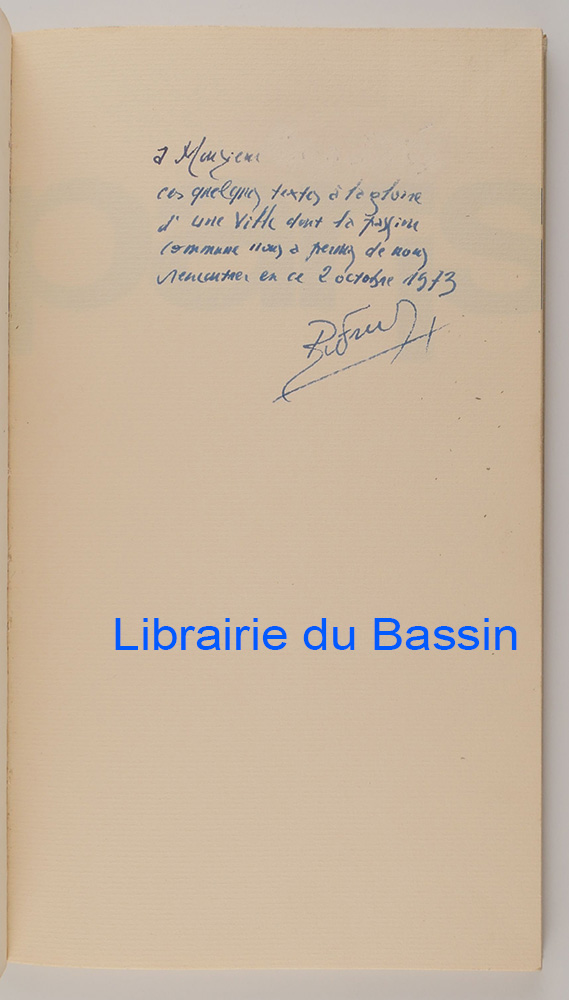 à Monsieur
ces quelques textes à la gloire
d'une Ville dont la passion
commune nous a permis de nous
rencontrer en ce 2 octobre 1973
Librairie du Bassin